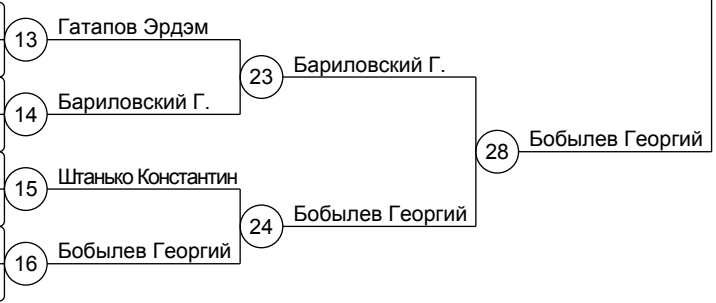 13 Гатапов Эрдэм
23 Бариловский Г.
14 Бариловский Г.
28 Бобылев Георгий
15 Штанько Константин
24 Бобылев Георгий
16 Бобылев Георгий